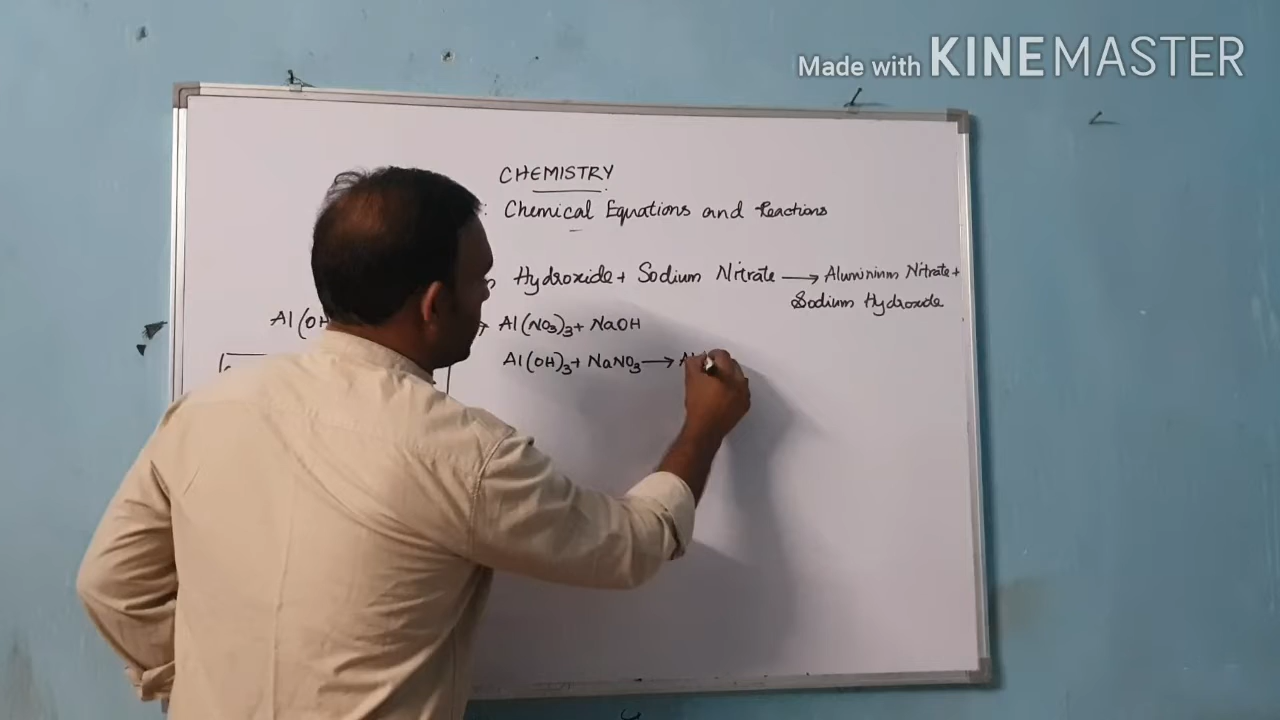 Made with KINEMASTER
CHEMISTRY
: Chemical Equations and Reactions
Hydroxide + Sodium Nitrate → Aluminium Nitrate +
Sodium Hydroxide
Al(OH → Al(NO₃)₃ + NaOH
Al(OH)₃ + NaNO₃ → Al